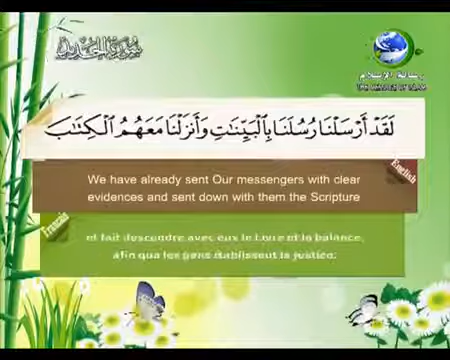 سورة الحديد
رسالة الإسلام
لَقَدْ أَرْسَلْنَا رُسُلَنَا بِالْبَيِّنَٰتِ وَأَنزَلْنَا مَعَهُمُ الْكِتَٰبَ
English
We have already sent Our messengers with clear
evidences and sent down with them the Scripture
Français
et fait descendre avec eux le Livre et la balance,
afin que les gens établissent la justice.